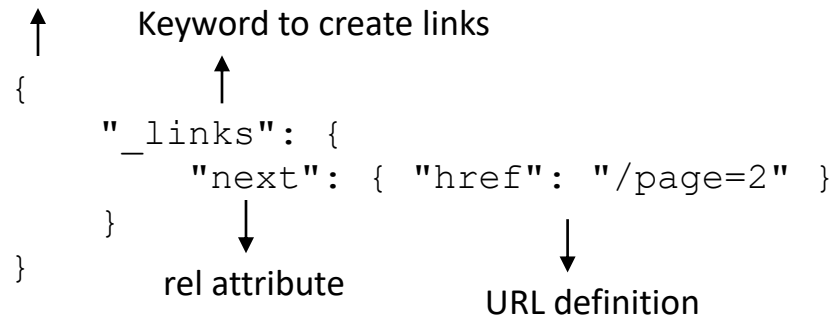 Keyword to create links
{
"_links": {
"next": { "href": "/page=2" }
}
}
rel attribute
URL definition